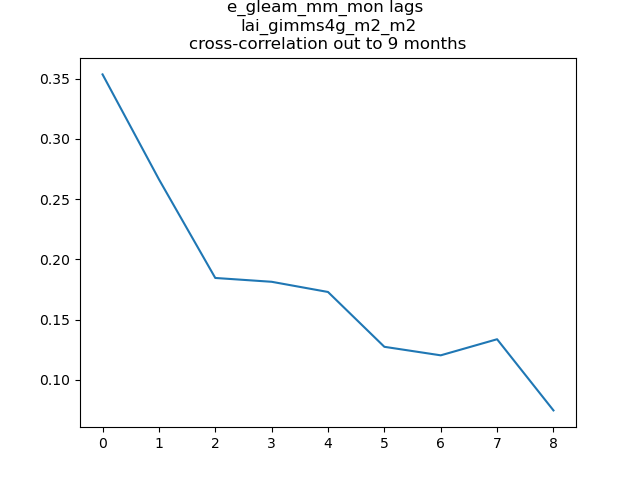 e_gleam_mm_mon lags
lai_gimms4g_m2_m2
cross-correlation out to 9 months
0.35
0.30
0.25
0.20
0.15
0.10
0 1 2 3 4 5 6 7 8